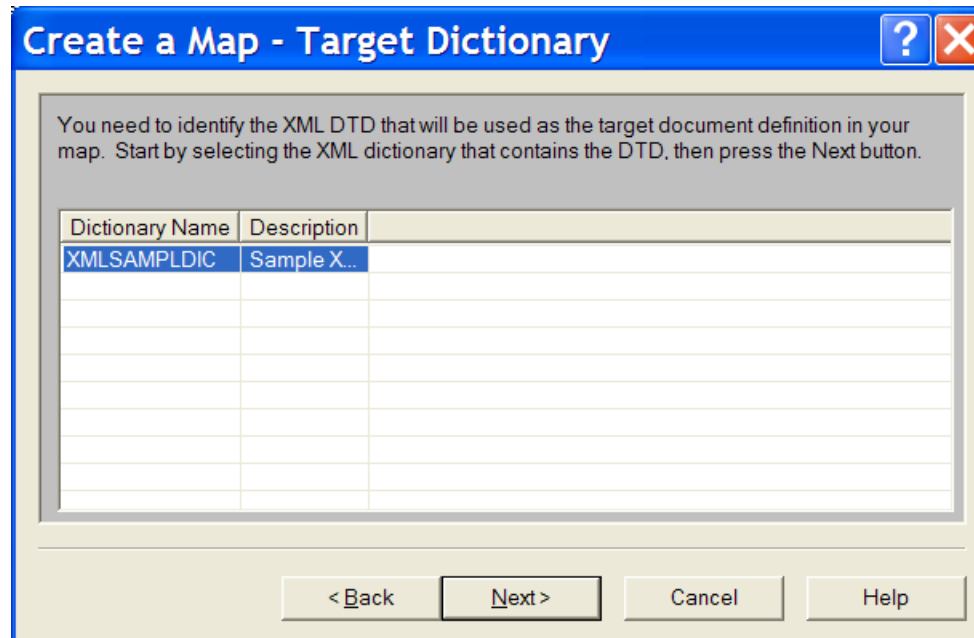 Create a Map - Target Dictionary
You need to identify the XML DTD that will be used as the target document definition in your
map. Start by selecting the XML dictionary that contains the DTD, then press the Next button.
Dictionary Name Description
XMLSAMPLDIC Sample X...
< Back Next > Cancel Help